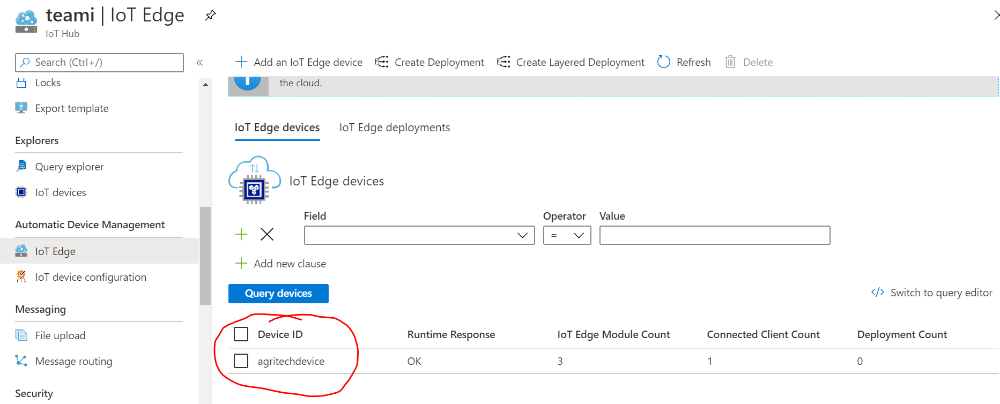 teami | IoT Edge
IoT Hub
Search (Ctrl+/)
«
Locks
Export template
Explorers
Query explorer
IoT devices
Automatic Device Management
IoT Edge
IoT device configuration
Messaging
File upload
Message routing
Security
Add an IoT Edge device
Create Deployment
Create Layered Deployment
Refresh
Delete
the cloud.
IoT Edge devices
IoT Edge deployments
IoT Edge devices
Field
Operator
Value
=
Add new clause
Query devices
</> Switch to query editor
Device ID Runtime Response IoT Edge Module Count Connected Client Count Deployment Count
agritechdevice OK 3 1 0